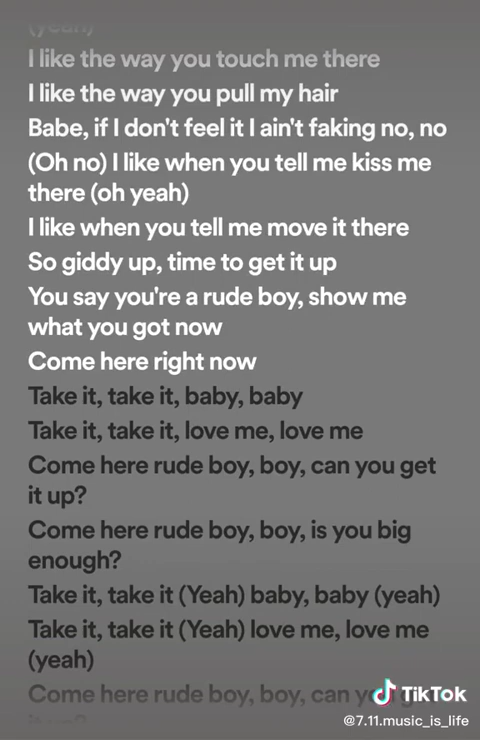 (yeah)
I like the way you touch me there
I like the way you pull my hair
Babe, if I don't feel it I ain't faking no, no
(Oh no) I like when you tell me kiss me
there (oh yeah)
I like when you tell me move it there
So giddy up, time to get it up
You say you're a rude boy, show me
what you got now
Come here right now
Take it, take it, baby, baby
Take it, take it, love me, love me
Come here rude boy, boy, can you get
it up?
Come here rude boy, boy, is you big
enough?
Take it, take it (Yeah) baby, baby (yeah)
Take it, take it (Yeah) love me, love me
(yeah)
Come here rude boy, boy, can you
TikTok
@7.11.music_is_life